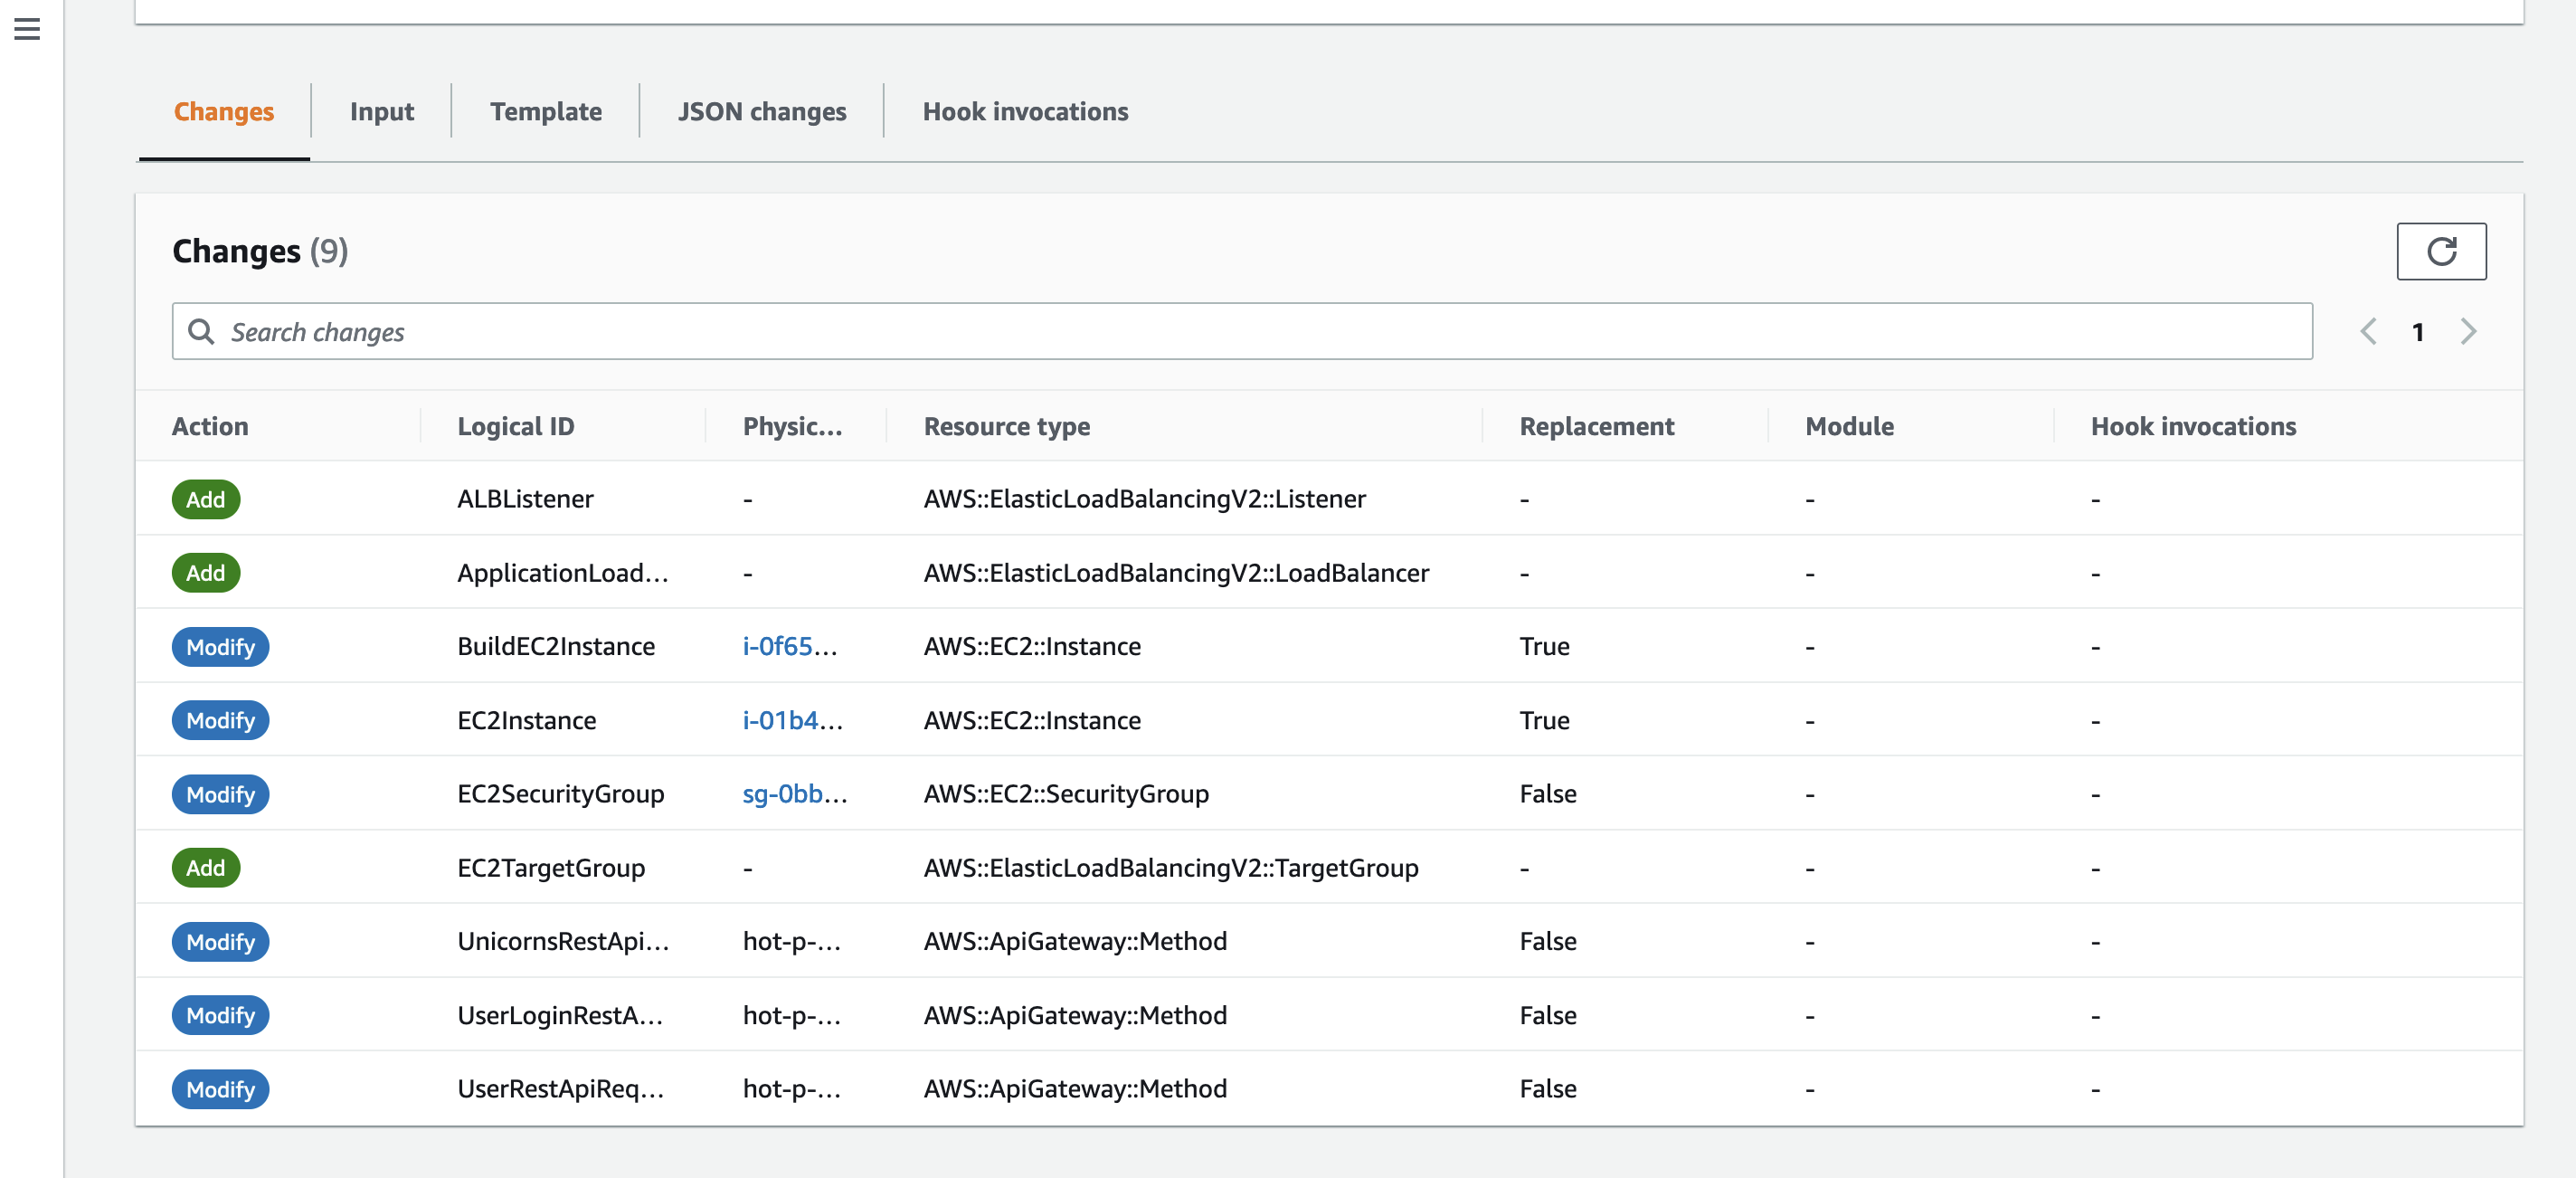 Changes Input Template JSON changes Hook invocations
Changes (9)
Search changes 1
Action Logical ID Physic... Resource type Replacement Module Hook invocations
Add ALBListener - AWS::ElasticLoadBalancingV2::Listener - - -
Add ApplicationLoad... - AWS::ElasticLoadBalancingV2::LoadBalancer - - -
Modify BuildEC2Instance i-0f65... AWS::EC2::Instance True - -
Modify EC2Instance i-01b4... AWS::EC2::Instance True - -
Modify EC2SecurityGroup sg-0bb... AWS::EC2::SecurityGroup False - -
Add EC2TargetGroup - AWS::ElasticLoadBalancingV2::TargetGroup - - -
Modify UnicornsRestApi... hot-p-... AWS::ApiGateway::Method False - -
Modify UserLoginRestA... hot-p-... AWS::ApiGateway::Method False - -
Modify UserRestApiReq... hot-p-... AWS::ApiGateway::Method False - -